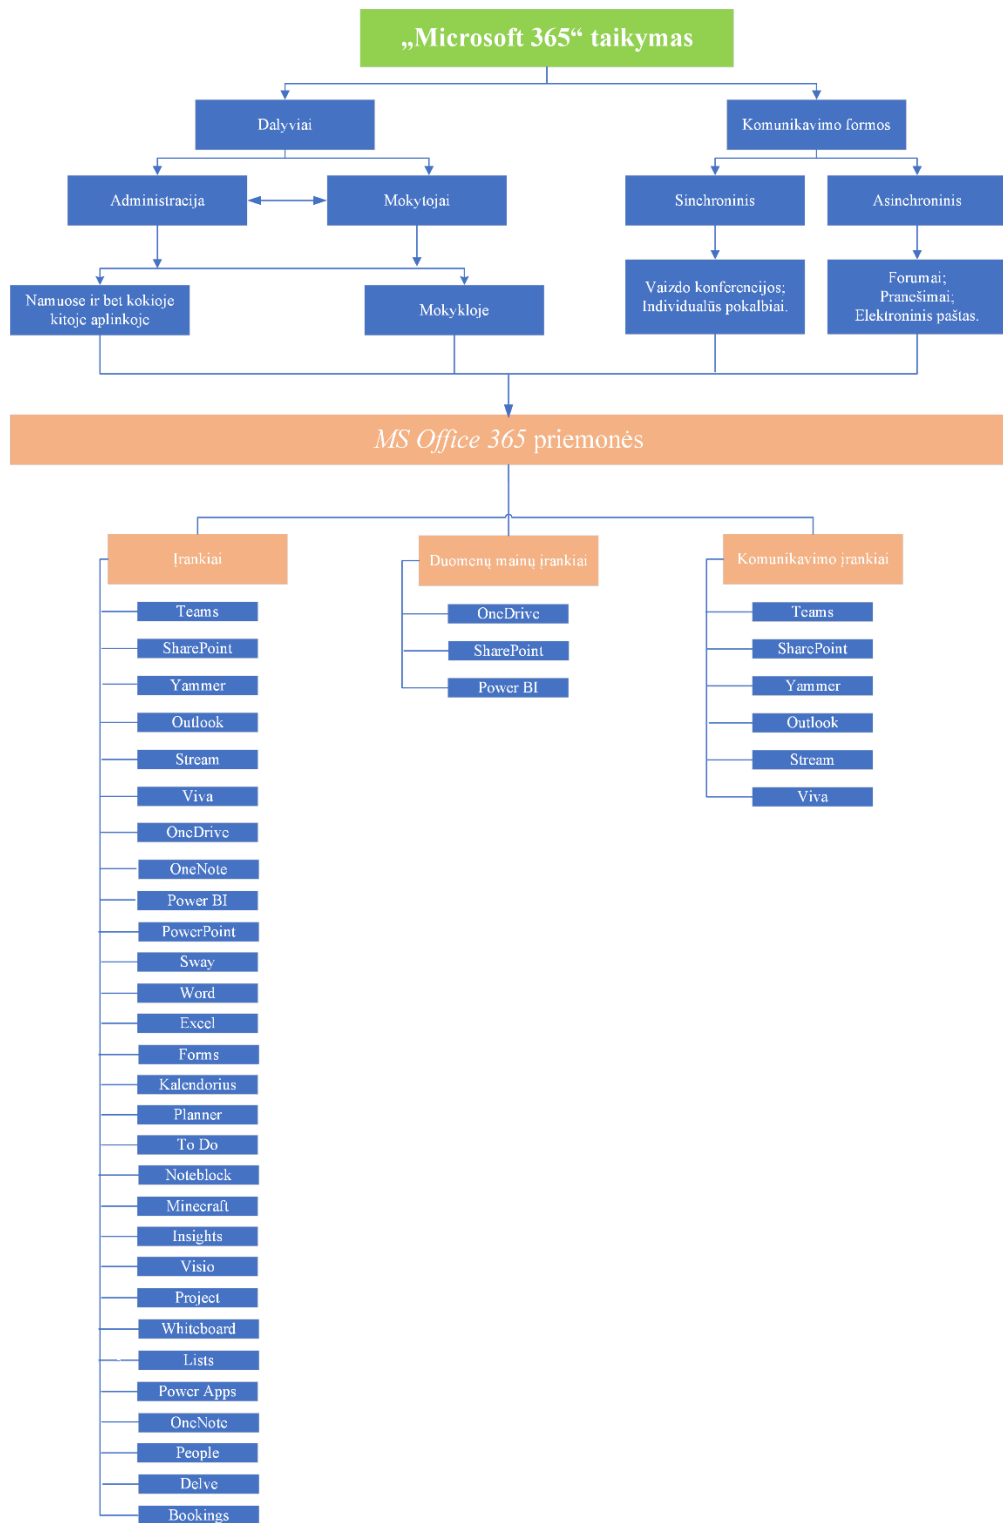 „Microsoft 365“ taikymas
Dalyviai
Komunikavimo formos
Administracija
Mokytojai
Sinchroninis
Asinchroninis
Namuose ir bet kokioje
kitoje aplinkoje
Mokykloje
Vaizdo konferencijos;
Individualūs pokalbiai.
Forumai;
Pranešimai;
Elektroninis paštas.
MS Office 365 priemonės
Įrankiai
Teams
SharePoint
Yammer
Outlook
Stream
Viva
OneDrive
OneNote
Power BI
PowerPoint
Sway
Word
Excel
Forms
Kalendorius
Planner
To Do
Noteblock
Minecraft
Insights
Visio
Project
Whiteboard
Lists
Power Apps
OneNote
People
Delve
Bookings
Duomenų mainų įrankiai
OneDrive
SharePoint
Power BI
Komunikavimo įrankiai
Teams
SharePoint
Yammer
Outlook
Stream
Viva